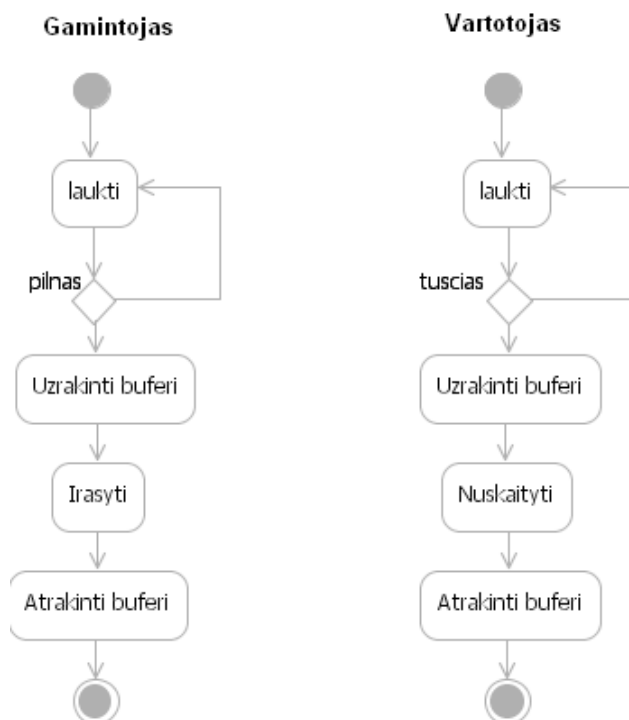 Gamintojas
laukti
pilnas
Uzrakinti buferi
Irasyti
Atrakinti buferi
Vartotojas
laukti
tuscias
Uzrakinti buferi
Nuskaityti
Atrakinti buferi